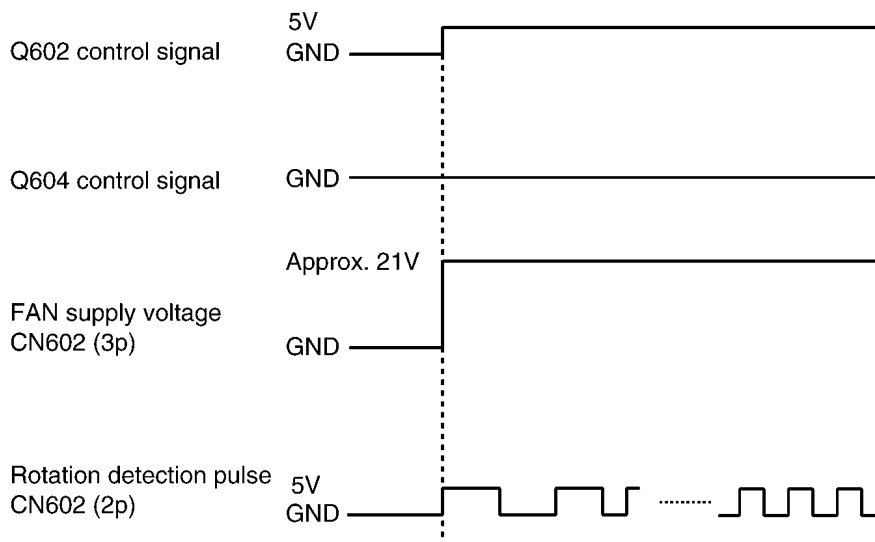 5V
Q602 control signal GND
Q604 control signal GND
Approx. 21V
FAN supply voltage
CN602 (3p) GND
Rotation detection pulse 5V
CN602 (2p) GND